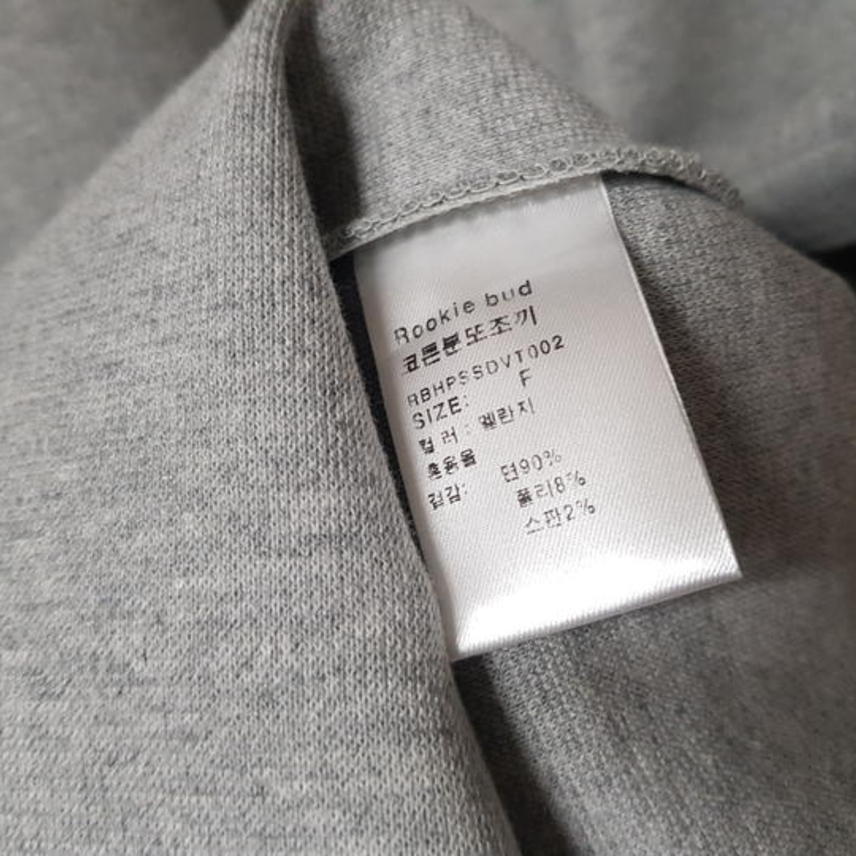 Rookie bud
코튼분또조끼
RBHPSSDVT002
SIZE: F
컬러 : 멜란지
혼용율
겉감: 면90%
폴리8%
스판2%